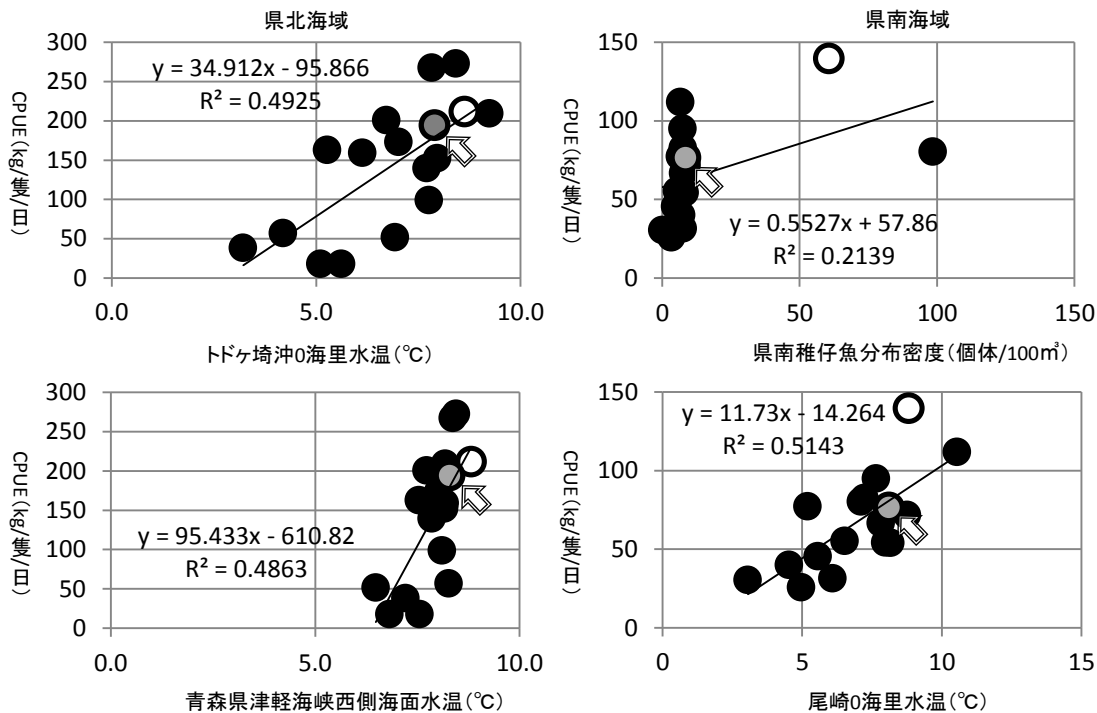 県北海域
300
250
200
150
100
50
0
CPUE(kg/隻/日)
y = 34.912x - 95.866
R² = 0.4925
0.0
5.0
10.0
トドヶ埼沖0海里水温(℃)
県南海域
150
100
50
0
CPUE(kg/隻/日)
y = 0.5527x + 57.86
R² = 0.2139
0
50
100
150
県南稚仔魚分布密度(個体/100㎥)
300
250
200
150
100
50
0
CPUE(kg/隻/日)
y = 95.433x - 610.82
R² = 0.4863
0.0
5.0
10.0
青森県津軽海峡西側海面水温(℃)
150
100
50
0
CPUE(kg/隻/日)
y = 11.73x - 14.264
R² = 0.5143
0
5
10
15
尾崎0海里水温(℃)